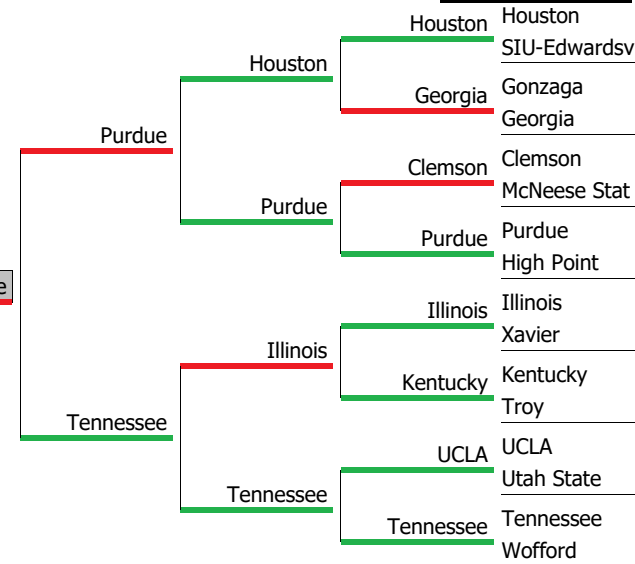 Houston
Houston
SIU-Edwardsv
Houston
Georgia
Gonzaga
Georgia
Purdue
Clemson
Clemson
McNeese Stat
Purdue
Purdue
Purdue
High Point
e
Illinois
Illinois
Xavier
Illinois
Kentucky
Kentucky
Troy
Tennessee
UCLA
UCLA
Utah State
Tennessee
Tennessee
Tennessee
Wofford